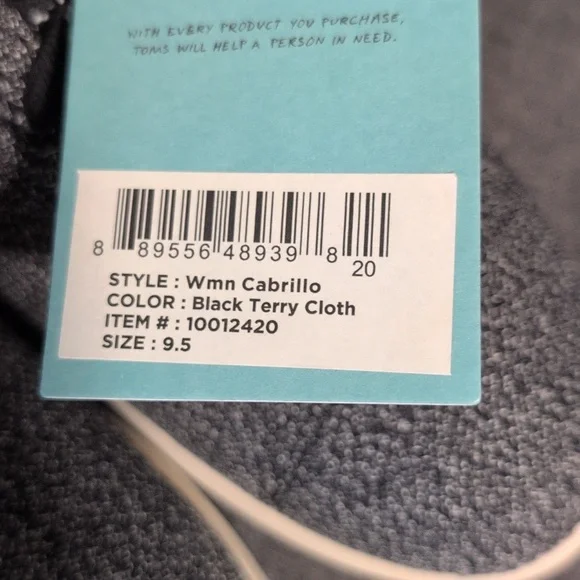 WITH EVERY PRODUCT YOU PURCHASE,
TOMS WILL HELP A PERSON IN NEED.
8 89556 48939 8 20
STYLE : Wmn Cabrillo
COLOR : Black Terry Cloth
ITEM # : 10012420
SIZE : 9.5